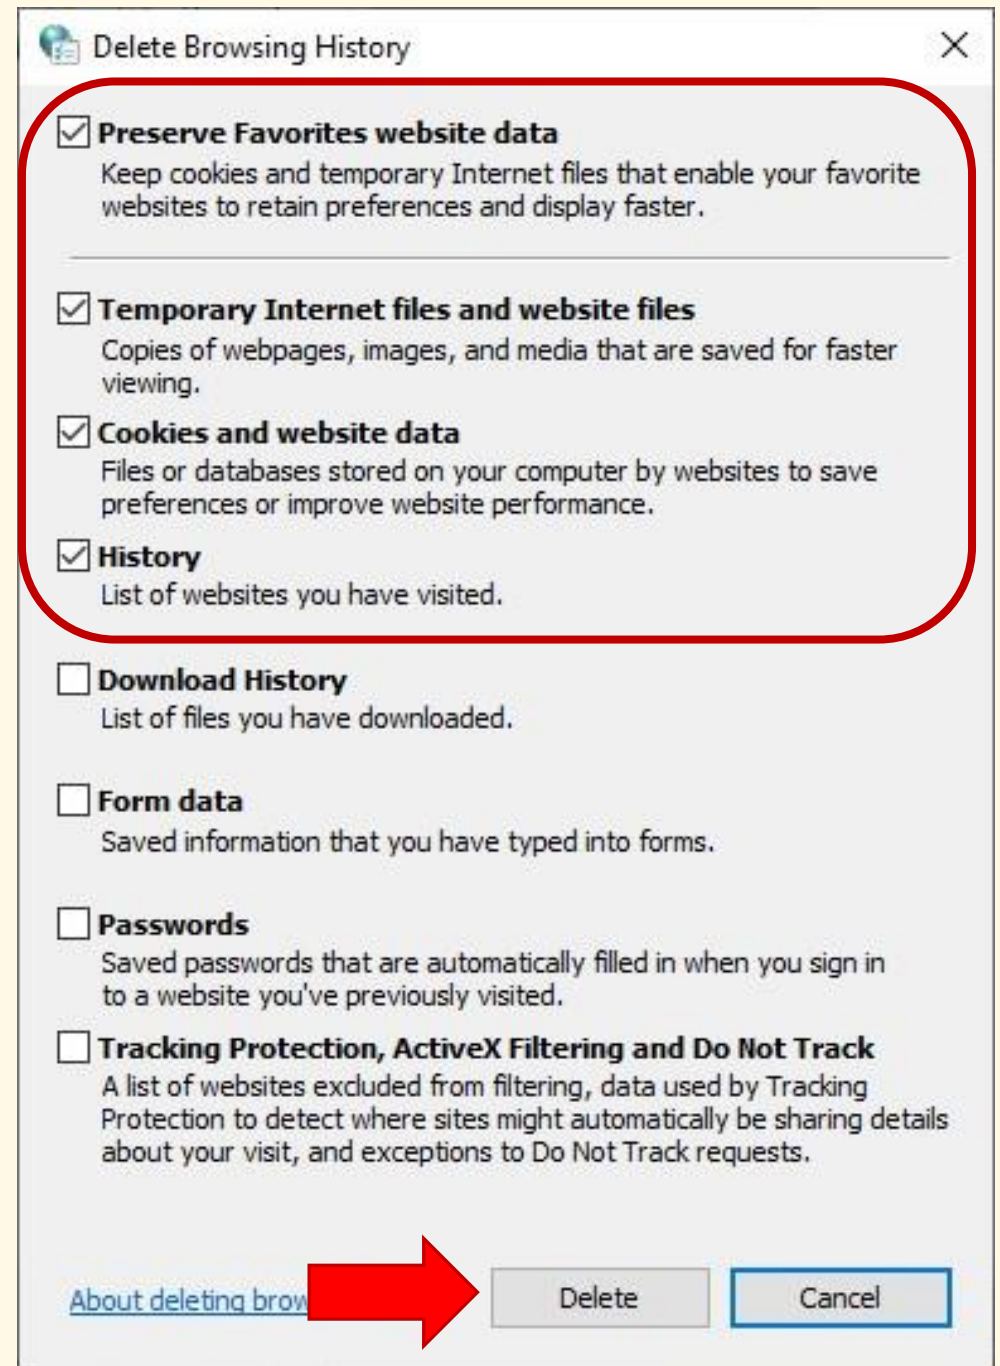 Delete Browsing History
Preserve Favorites website data
Keep cookies and temporary Internet files that enable your favorite
websites to retain preferences and display faster.
Temporary Internet files and website files
Copies of webpages, images, and media that are saved for faster
viewing.
Cookies and website data
Files or databases stored on your computer by websites to save
preferences or improve website performance.
History
List of websites you have visited.
Download History
List of files you have downloaded.
Form data
Saved information that you have typed into forms.
Passwords
Saved passwords that are automatically filled in when you sign in
to a website you've previously visited.
Tracking Protection, ActiveX Filtering and Do Not Track
A list of websites excluded from filtering, data used by Tracking
Protection to detect where sites might automatically be sharing details
about your visit, and exceptions to Do Not Track requests.
About deleting
Delete
Cancel